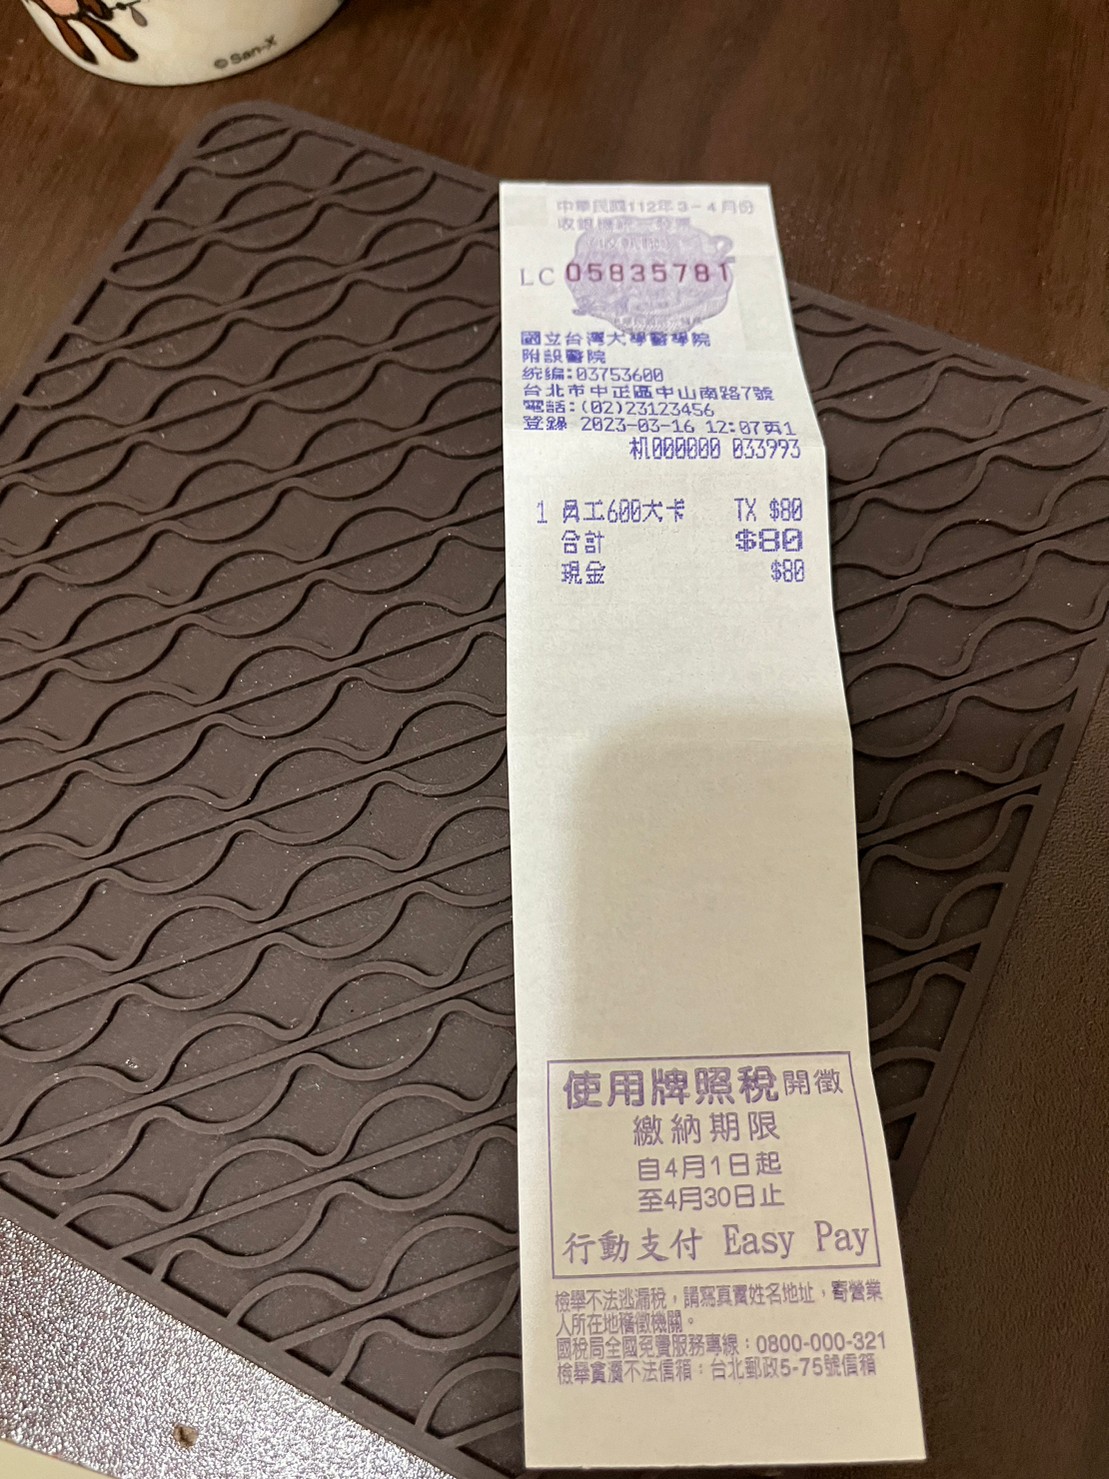 ©San-X
中華民國112年3-4月份
收銀機統一發票
LC 05835781
國立台灣大學醫學院
附設醫院
統編:03753600
台北市中正區中山南路7號
電話:(02)23123456
登錄 2023-03-16 12:07頁1
机000000 033993
1 員工600大卡 TX $80
合計 $80
現金 $80
使用牌照稅開徵
繳納期限
自4月1日起
至4月30日止
行動支付 Easy Pay
檢舉不法逃漏稅，請寫真實姓名地址，寄營業
人所在地稽徵機關。
國稅局全國免費服務專線：0800-000-321
檢舉貪瀆不法信箱：台北郵政5-75號信箱